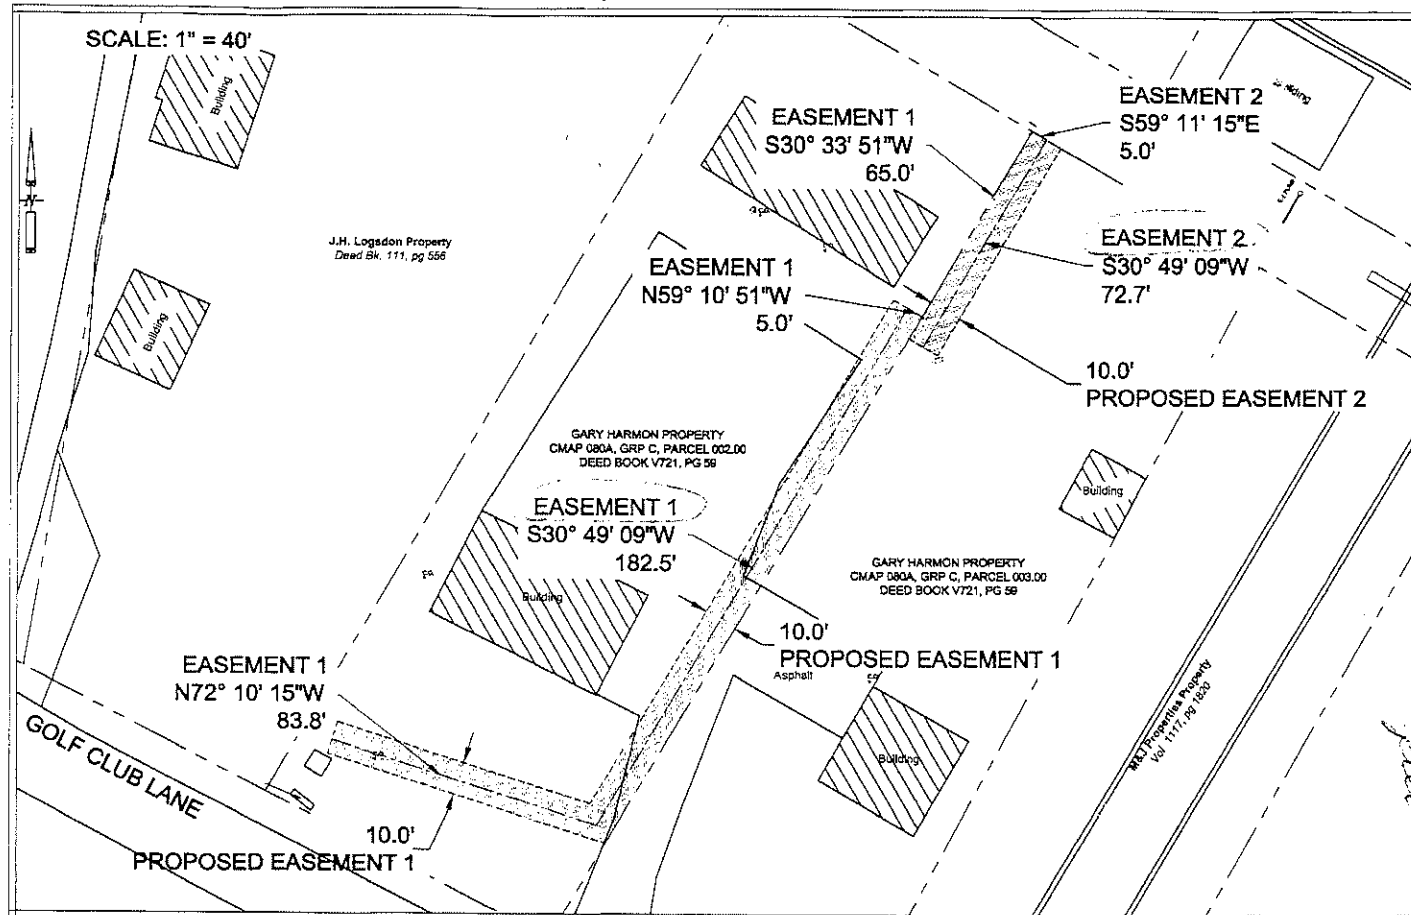 SCALE: 1" = 40'
Building
N
J.H. Logsdon Property
Deed Bk. 111, pg 556
Building
EASEMENT 1
S30° 33' 51"W
65.0'
EASEMENT 2
S59° 11' 15"E
5.0'
EASEMENT 1
N59° 10' 51"W
5.0'
EASEMENT 2
S30° 49' 09"W
72.7'
10.0'
PROPOSED EASEMENT 2
GARY HARMON PROPERTY
CMAP 080A, GRP C, PARCEL 002.00
DEED BOOK V721, PG 59
EASEMENT 1
S30° 49' 09"W
182.5'
Building
Building
GARY HARMON PROPERTY
CMAP 080A, GRP C, PARCEL 003.00
DEED BOOK V721, PG 59
10.0'
PROPOSED EASEMENT 1
Asphalt
Building
M&J Properties Property
Vol 1117, pg 1820
EASEMENT 1
N72° 10' 15"W
83.8'
GOLF CLUB LANE
10.0'
PROPOSED EASEMENT 1